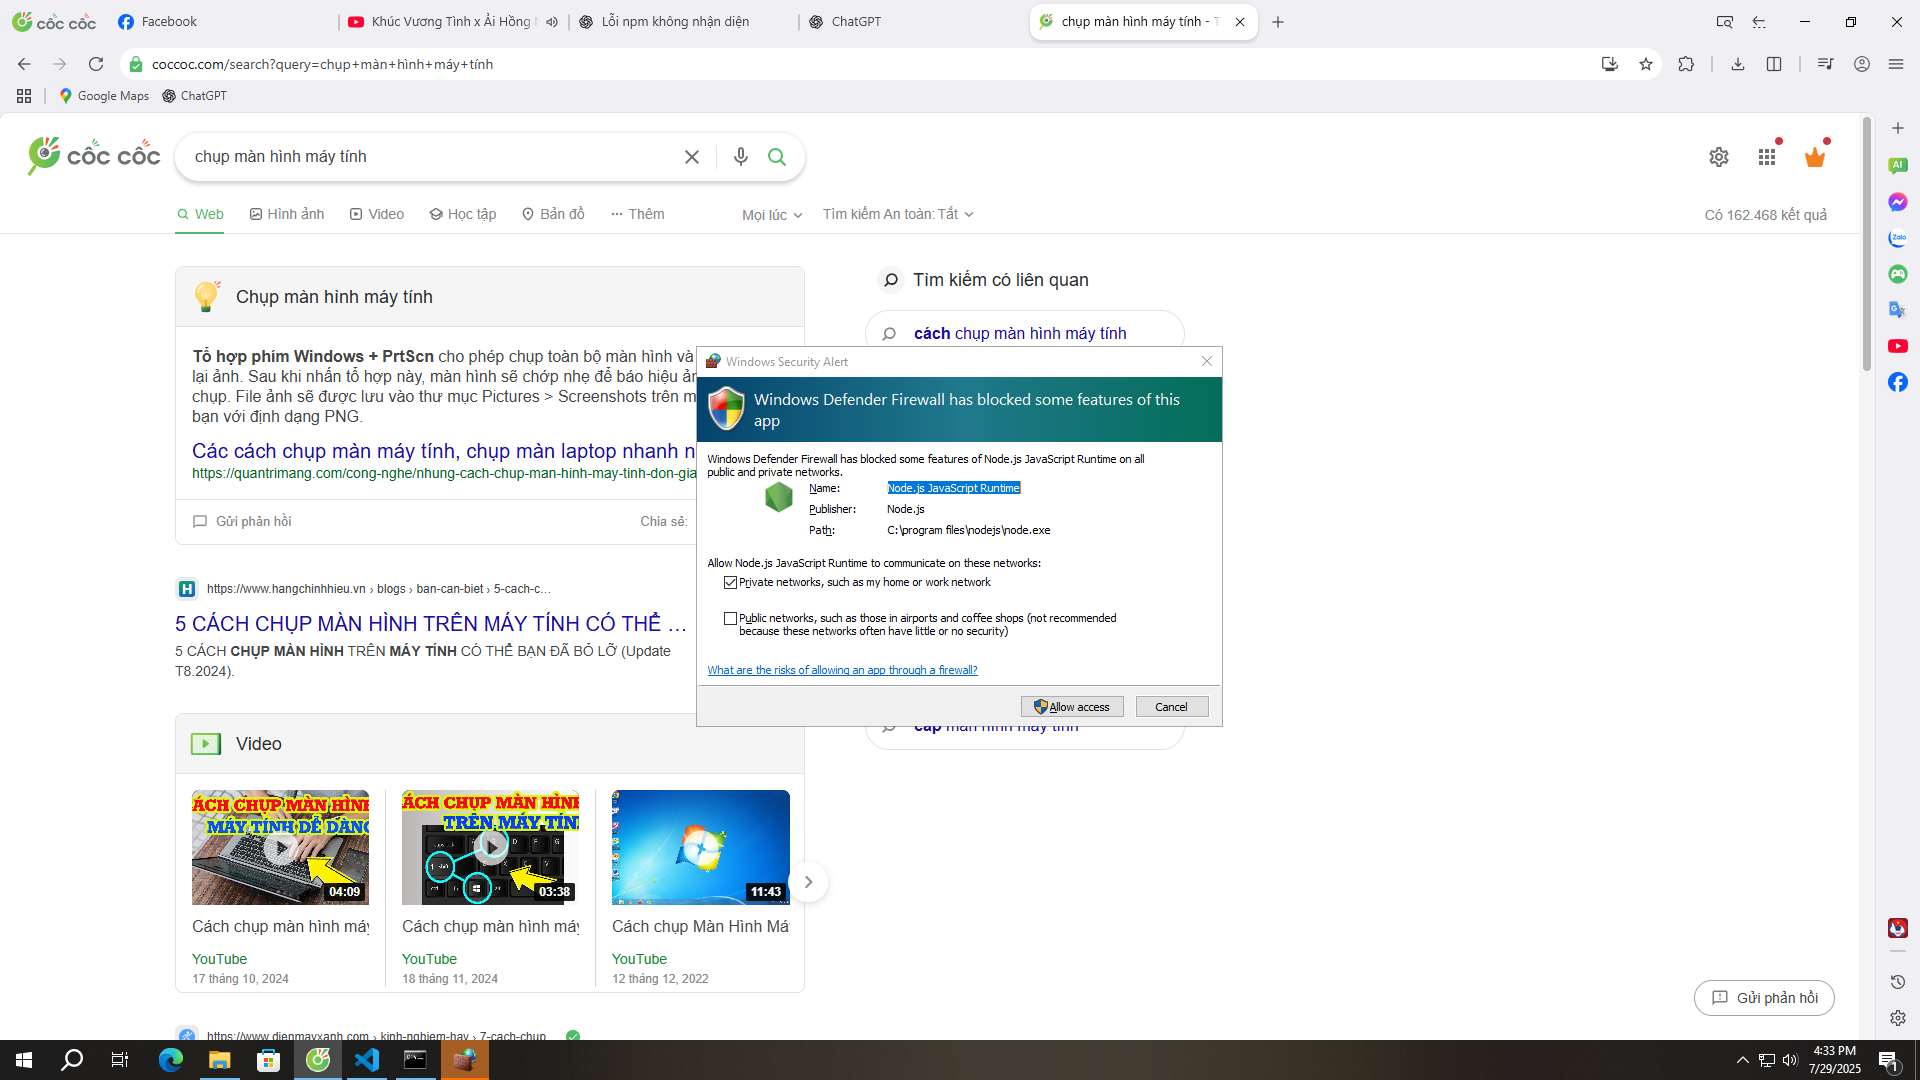 cốc cốc
Facebook
Khúc Vương Tình x Ải Hồng N
Lỗi npm không nhận diện
ChatGPT
chụp màn hình máy tính - T
coccoc.com/search?query=chụp+màn+hình+máy+tính
Google Maps
ChatGPT
cốc cốc
chụp màn hình máy tính
Web
Hình ảnh
Video
Học tập
Bản đồ
Thêm
Mọi lúc
Tìm kiếm An toàn: Tắt
Có 162.468 kết quả
Chụp màn hình máy tính
Tổ hợp phím Windows + PrtScn cho phép chụp toàn bộ màn hình và
lại ảnh. Sau khi nhấn tổ hợp này, màn hình sẽ chớp nhẹ để báo hiệu ản
chụp. File ảnh sẽ được lưu vào thư mục Pictures > Screenshots trên m
bạn với định dạng PNG.
Các cách chụp màn máy tính, chụp màn laptop nhanh n
https://quantrimang.com/cong-nghe/nhung-cach-chup-man-hinh-may-tinh-don-gia
Gửi phản hồi
Chia sẻ:
Tìm kiếm có liên quan
cách chụp màn hình máy tính
Windows Security Alert
Windows Defender Firewall has blocked some features of this
app
Windows Defender Firewall has blocked some features of Node.js JavaScript Runtime on all
public and private networks.
Name: Node.js JavaScript Runtime
Publisher: Node.js
Path: C:\program files\nodejs\node.exe
Allow Node.js JavaScript Runtime to communicate on these networks:
Private networks, such as my home or work network
Public networks, such as those in airports and coffee shops (not recommended
because these networks often have little or no security)
What are the risks of allowing an app through a firewall?
Allow access
Cancel
cáp màn hình máy tính
https://www.hangchinhhieu.vn › blogs › ban-can-biet › 5-cach-c...
5 CÁCH CHỤP MÀN HÌNH TRÊN MÁY TÍNH CÓ THỂ ...
5 CÁCH CHỤP MÀN HÌNH TRÊN MÁY TÍNH CÓ THỂ BẠN ĐÃ BỎ LỠ (Update
T8.2024).
Video
ÁCH CHỤP MÀN HÌNH
MÁY TÍNH DỄ DÀNG
04:09
ÁCH CHỤP MÀN HÌNH
TRÊN MÁY TÍN
03:38
11:43
Cách chụp màn hình máy
YouTube
17 tháng 10, 2024
Cách chụp màn hình máy
YouTube
18 tháng 11, 2024
Cách chụp Màn Hình Má
YouTube
12 tháng 12, 2022
https://www.dienmayxanh.com › kinh-nghiem-hay › 7-cach-chup
Gửi phản hồi
AI
Zalo
4:33 PM
7/29/2025
1